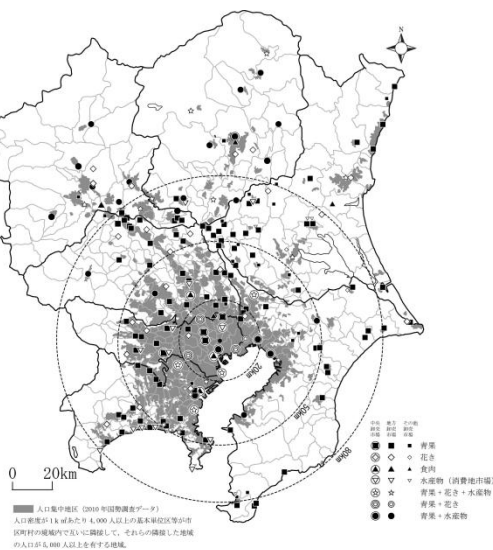 N
20km
50km
80km
0 20km
中央卸売市場 地方卸売市場 その他卸売市場
青果
花き
食肉
水産物（消費地市場）
青果＋花き＋水産物
青果＋花き
青果＋水産物
人口集中地区（2010年国勢調査データ）
人口密度が1k㎡あたり4,000人以上の基本単位区等が市
区町村の境域内で互いに隣接して、それらの隣接した地域
の人口が5,000人以上を有する地域。